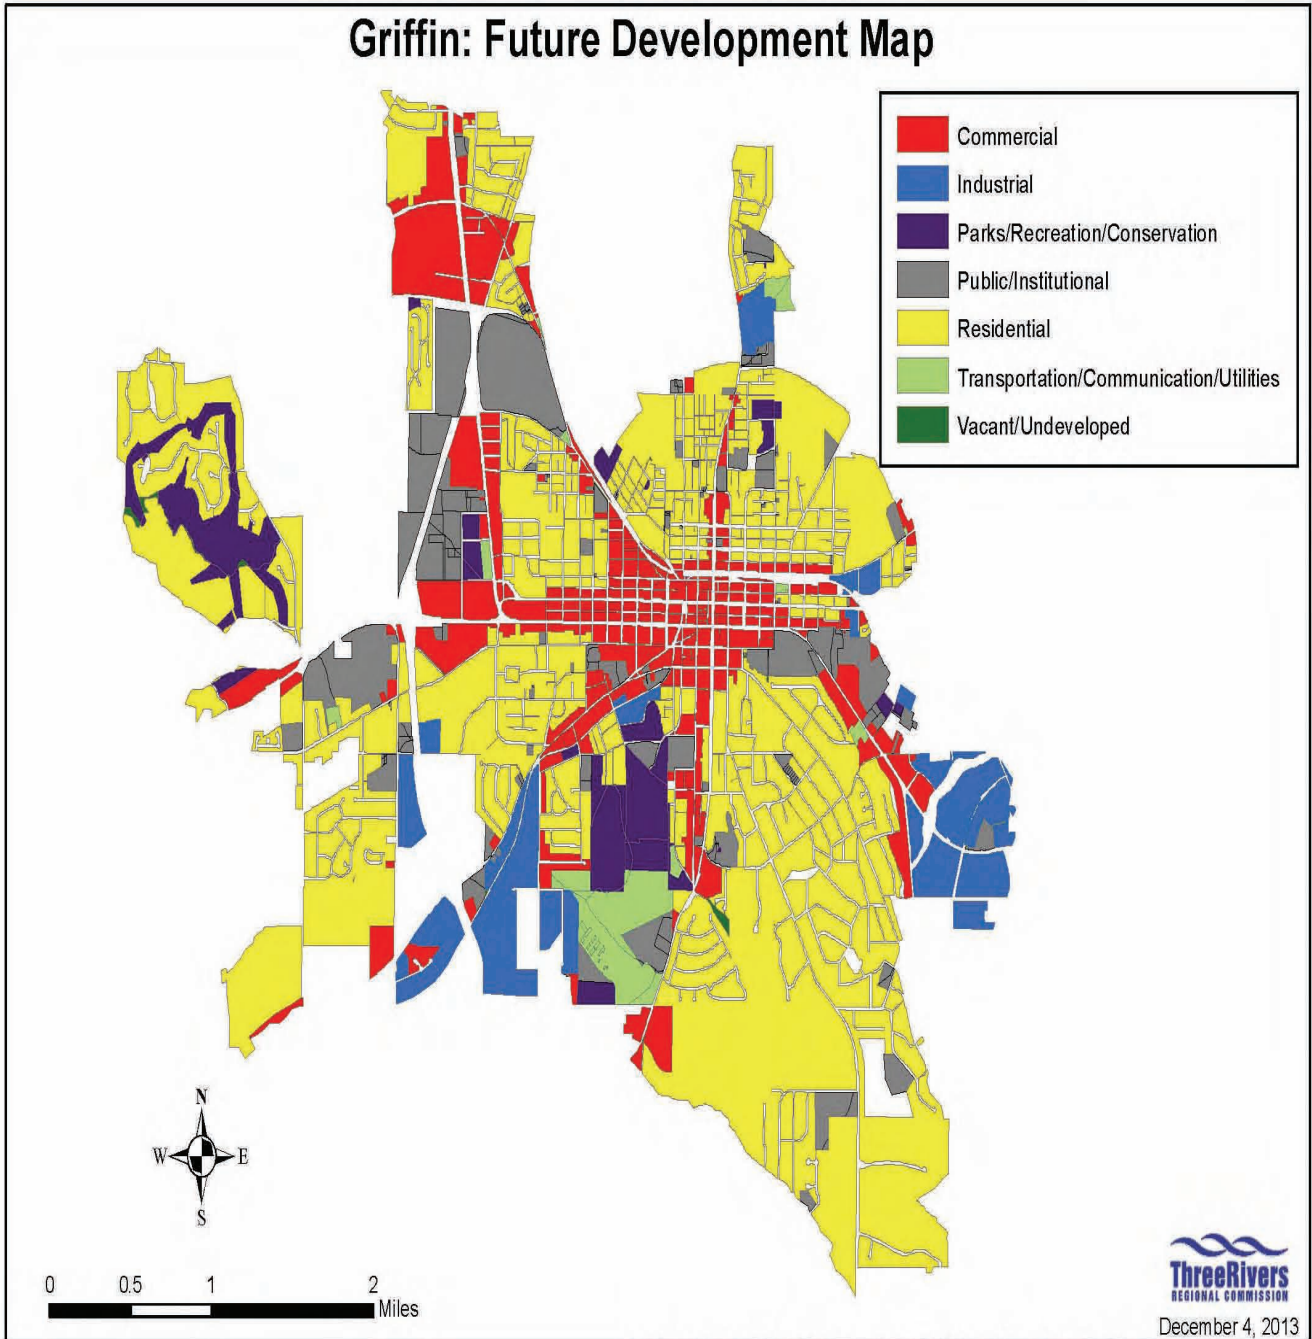 Griffin: Future Development Map
Commercial
Industrial
Parks/Recreation/Conservation
Public/Institutional
Residential
Transportation/Communication/Utilities
Vacant/Undeveloped
N
W E
S
0 0.5 1 2
Miles
ThreeRivers
REGIONAL COMMISSION
December 4, 2013